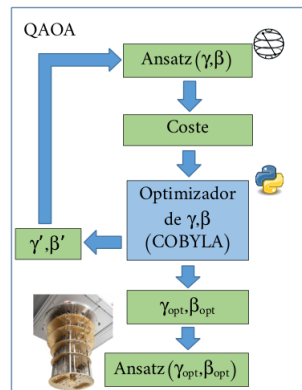 QAOA
Ansatz(γ,β)
Coste
Optimizador
de γ,β
(COBYLA)
γ′,β′
γopt,βopt
Ansatz(γopt,βopt)